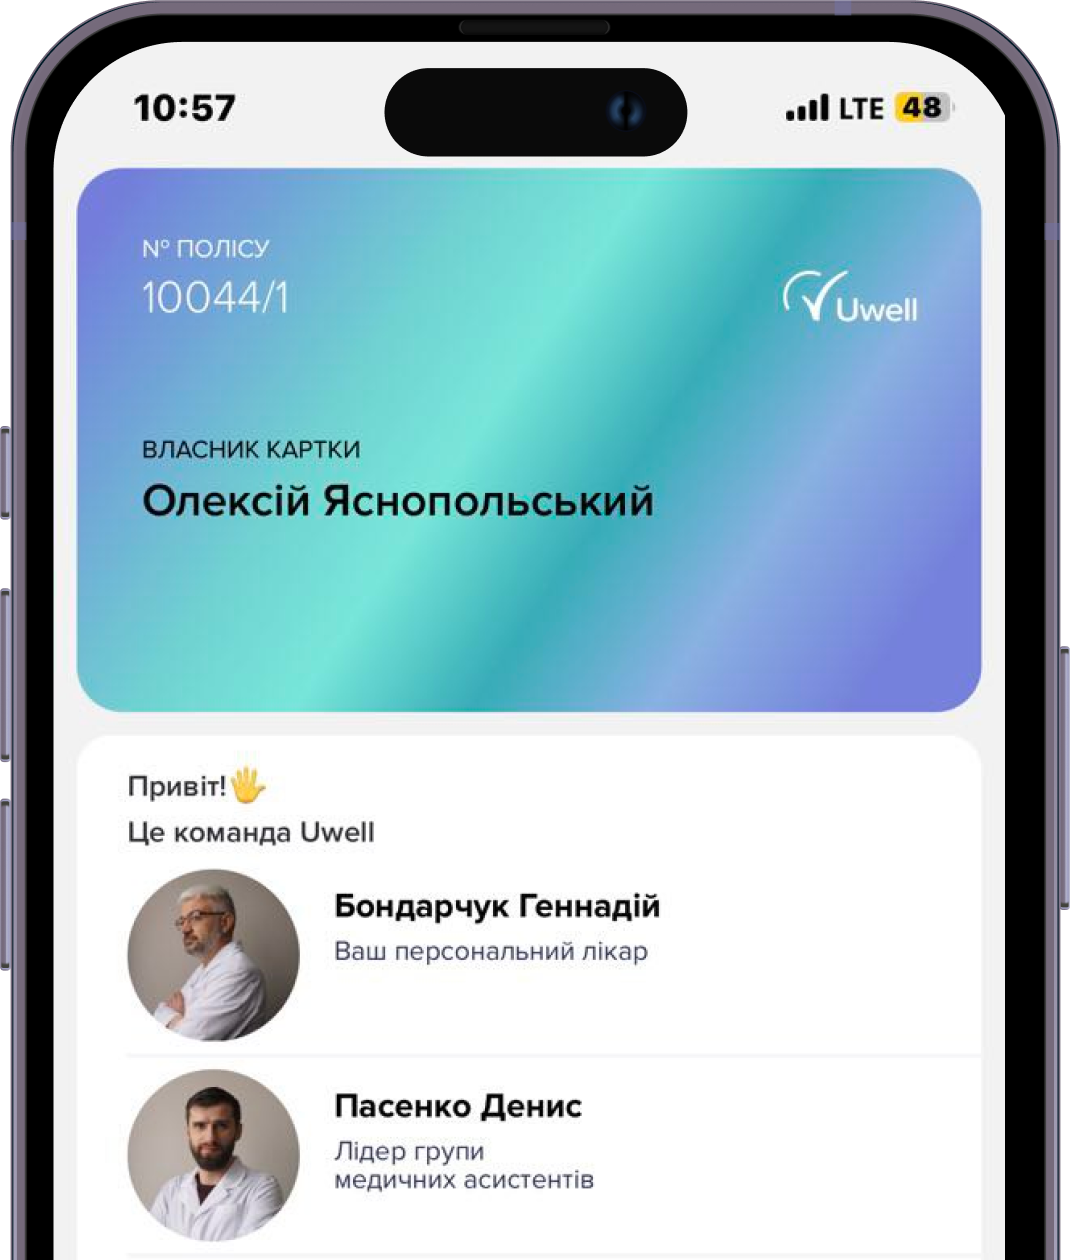 10:57
LTE 48
№ ПОЛІСУ
10044/1
Uwell
ВЛАСНИК КАРТКИ
Олексій Яснопольський
Привіт!🖐
Це команда Uwell
Бондарчук Геннадій
Ваш персональний лікар
Пасенко Денис
Лідер групи
медичних асистентів